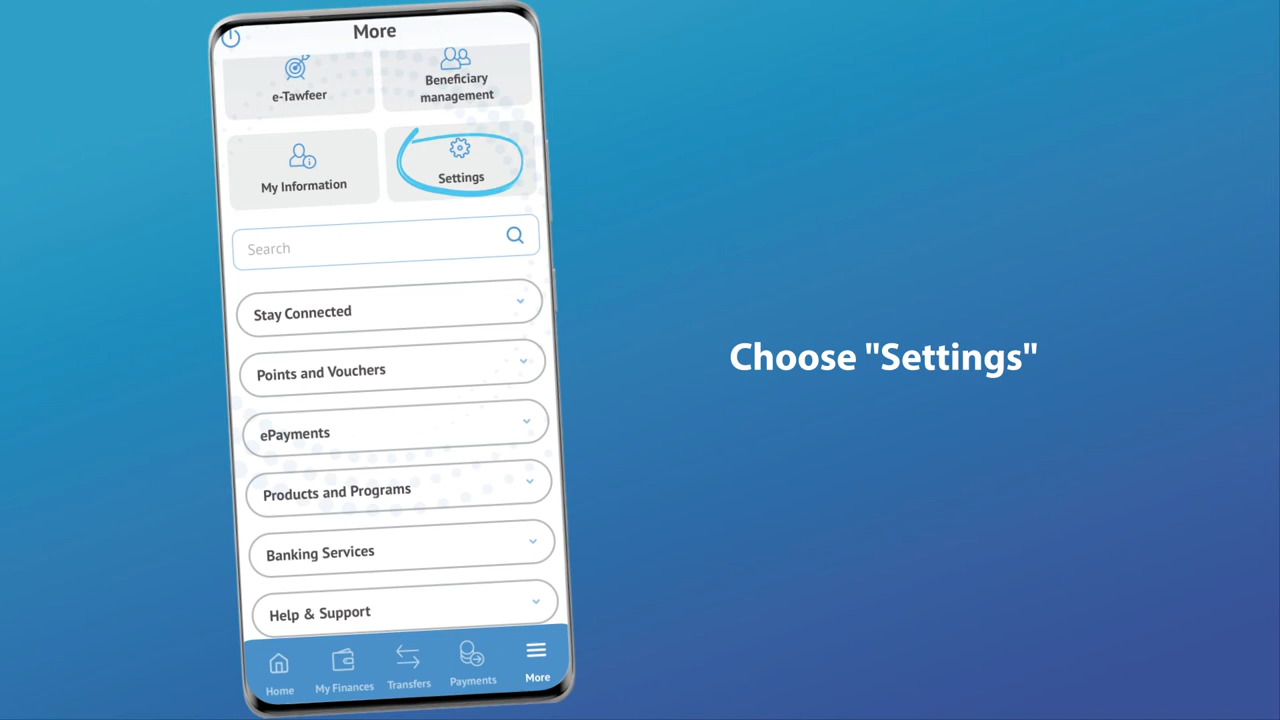 More
e-Tawfeer
Beneficiary
management
My Information
Settings
Search
Stay Connected
Points and Vouchers
ePayments
Products and Programs
Banking Services
Help & Support
Home
My Finances
Transfers
Payments
More
Choose "Settings"